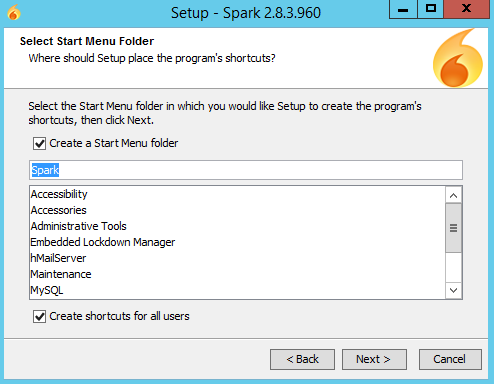 Setup - Spark 2.8.3.960
Select Start Menu Folder
Where should Setup place the program's shortcuts?
Select the Start Menu folder in which you would like Setup to create the program's
shortcuts, then click Next.
Create a Start Menu folder
Spark
Accessibility
Accessories
Administrative Tools
Embedded Lockdown Manager
hMailServer
Maintenance
MySQL
Create shortcuts for all users
< Back Next > Cancel